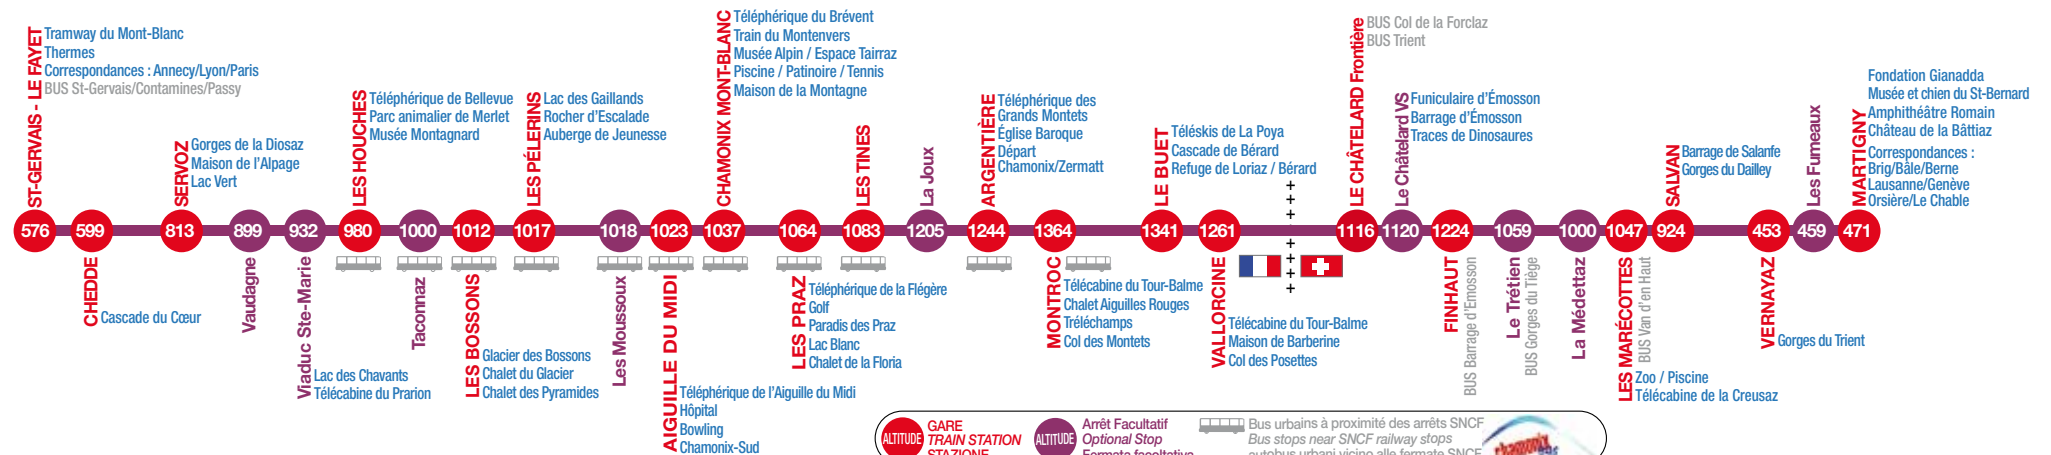 ST-GERVAIS - LE FAYET
Tramway du Mont-Blanc
Thermes
Correspondances : Annecy/Lyon/Paris
BUS St-Gervais/Contamines/Passy
576
599
CHEDDE
Cascade du Cœur
SERVOZ
Gorges de la Diosaz
Maison de l'Alpage
Lac Vert
813
899
Vaudagne
932
Viaduc Ste-Marie
Lac des Chavants
Télécabine du Prarion
LES HOUCHES
Téléphérique de Bellevue
Parc animalier de Merlet
Musée Montagnard
980
1000
Taconnaz
1012
LES BOSSONS
Glacier des Bossons
Chalet du Glacier
Chalet des Pyramides
LES PÉLERINS
Lac des Gaillands
Rocher d'Escalade
Auberge de Jeunesse
1017
1018
Les Moussoux
1023
AIGUILLE DU MIDI
Téléphérique de l'Aiguille du Midi
Hôpital
Bowling
Chamonix-Sud
CHAMONIX MONT-BLANC
Téléphérique du Brévent
Train du Montenvers
Musée Alpin / Espace Tairraz
Piscine / Patinoire / Tennis
Maison de la Montagne
1037
1064
LES PRAZ
Téléphérique de la Flégère
Golf
Paradis des Praz
Lac Blanc
Chalet de la Floria
LES TINES
1083
La Joux
1205
ARGENTIÈRE
Téléphérique des
Grands Montets
Église Baroque
Départ
Chamonix/Zermatt
1244
1364
MONTROC
Télécabine du Tour-Balme
Chalet Aiguilles Rouges
Tréléchamps
Col des Montets
LE BUET
Téléskis de La Poya
Cascade de Bérard
Refuge de Loriaz / Bérard
1341
1261
VALLORCINE
Télécabine du Tour-Balme
Maison de Barberine
Col des Posettes
LE CHÂTELARD Frontière
BUS Col de la Forclaz
BUS Trient
1116
Le Châtelard VS
Funiculaire d'Émosson
Barrage d'Émosson
Traces de Dinosaures
1120
1224
FINHAUT
BUS Barrage d'Emosson
1059
Le Trétien
BUS Gorges du Tiège
1000
La Médettaz
1047
LES MARÉCOTTES
BUS Van d'en Haut
Zoo / Piscine
Télécabine de la Creusaz
SALVAN
Barrage de Salanfe
Gorges du Dailley
924
453
VERNAYAZ
Gorges du Trient
Les Fumeaux
459
MARTIGNY
Fondation Gianadda
Musée et chien du St-Bernard
Amphithéâtre Romain
Château de la Bâttiaz
Correspondances :
Brig/Bâle/Berne
Lausanne/Genève
Orsière/Le Chable
471
ALTITUDE
GARE
TRAIN STATION
STAZIONE
ALTITUDE
Arrêt Facultatif
Optional Stop
Fermata facoltativa
Bus urbains à proximité des arrêts SNCF
Bus stops near SNCF railway stops
autobus urbani vicino alle fermate SNCF
chamonix
bus